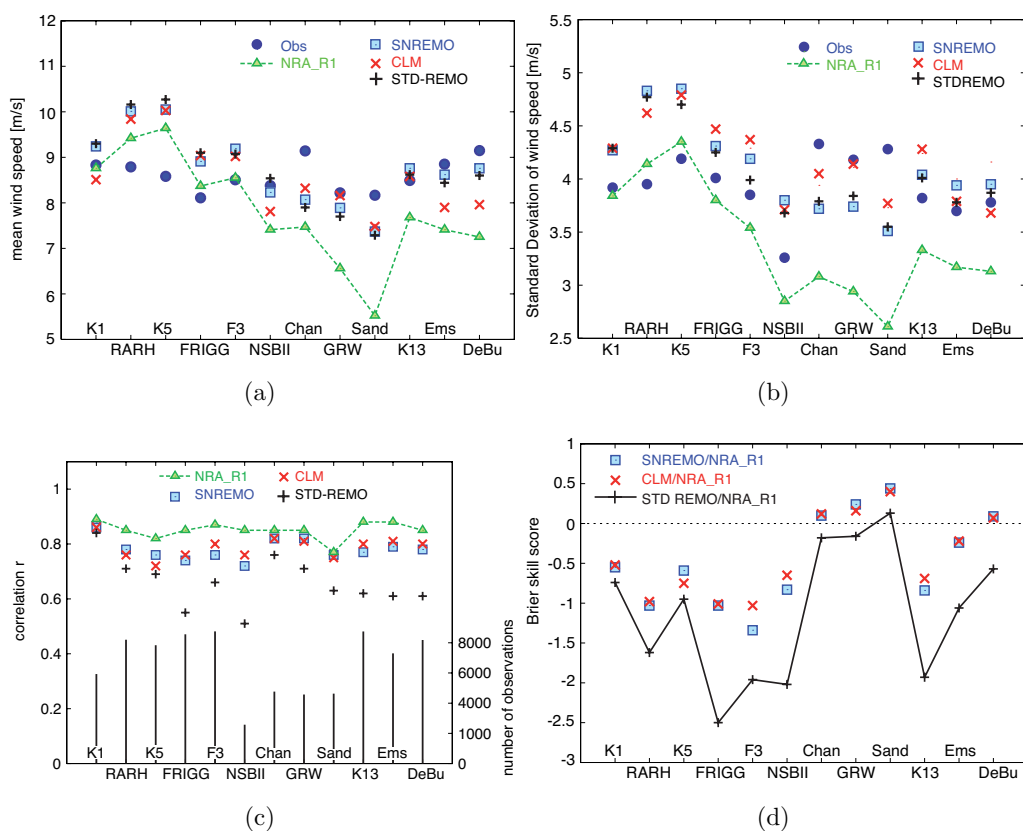 Obs
NRA_R1
SNREMO
CLM
STD-REMO
mean wind speed [m/s]
12
11
10
9
8
7
6
5
K1 K5 F3 Chan Sand Ems
RARH FRIGG NSBII GRW K13 DeBu
(a)
Obs
NRA_R1
SNREMO
CLM
STDREMO
Standard Deviation of wind speed [m/s]
5.5
5
4.5
4
3.5
3
2.5
RARH FRIGG NSBII GRW K13 DeBu
K1 K5 F3 Chan Sand Ems
(b)
NRA_R1
SNREMO
CLM
STD-REMO
correlation r
1
0.8
0.6
0.4
0.2
0
number of observations
8000
6000
4000
2000
0
K1 K5 F3 Chan Sand Ems
RARH FRIGG NSBII GRW K13 DeBu
(c)
SNREMO/NRA_R1
CLM/NRA_R1
STD REMO/NRA_R1
Brier skill score
1
0.5
0
-0.5
-1
-1.5
-2
-2.5
-3
K1 K5 F3 Chan Sand Ems
RARH FRIGG NSBII GRW K13 DeBu
(d)